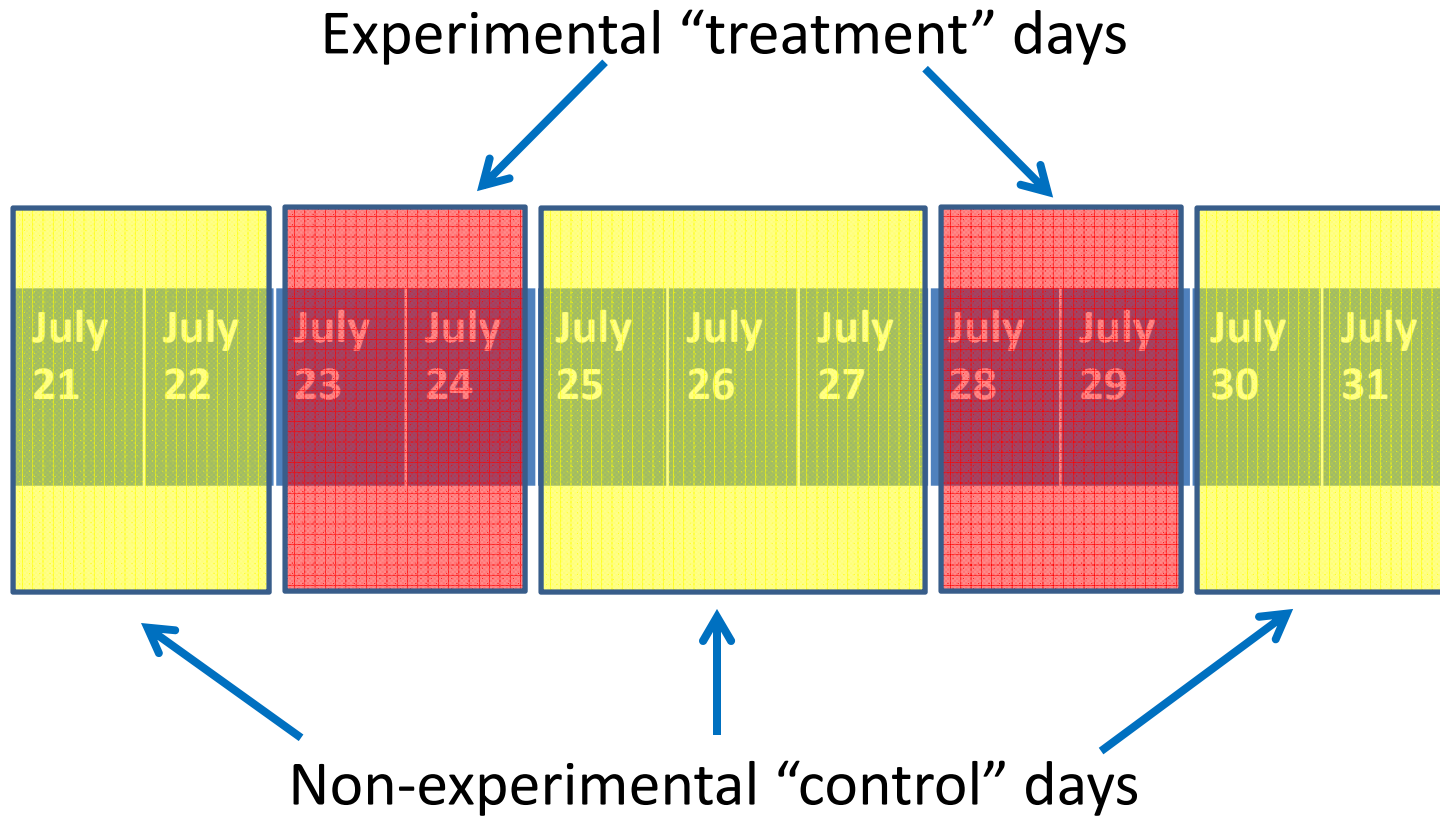 Experimental “treatment” days
July 21
July 22
July 23
July 24
July 25
July 26
July 27
July 28
July 29
July 30
July 31
Non-experimental “control” days